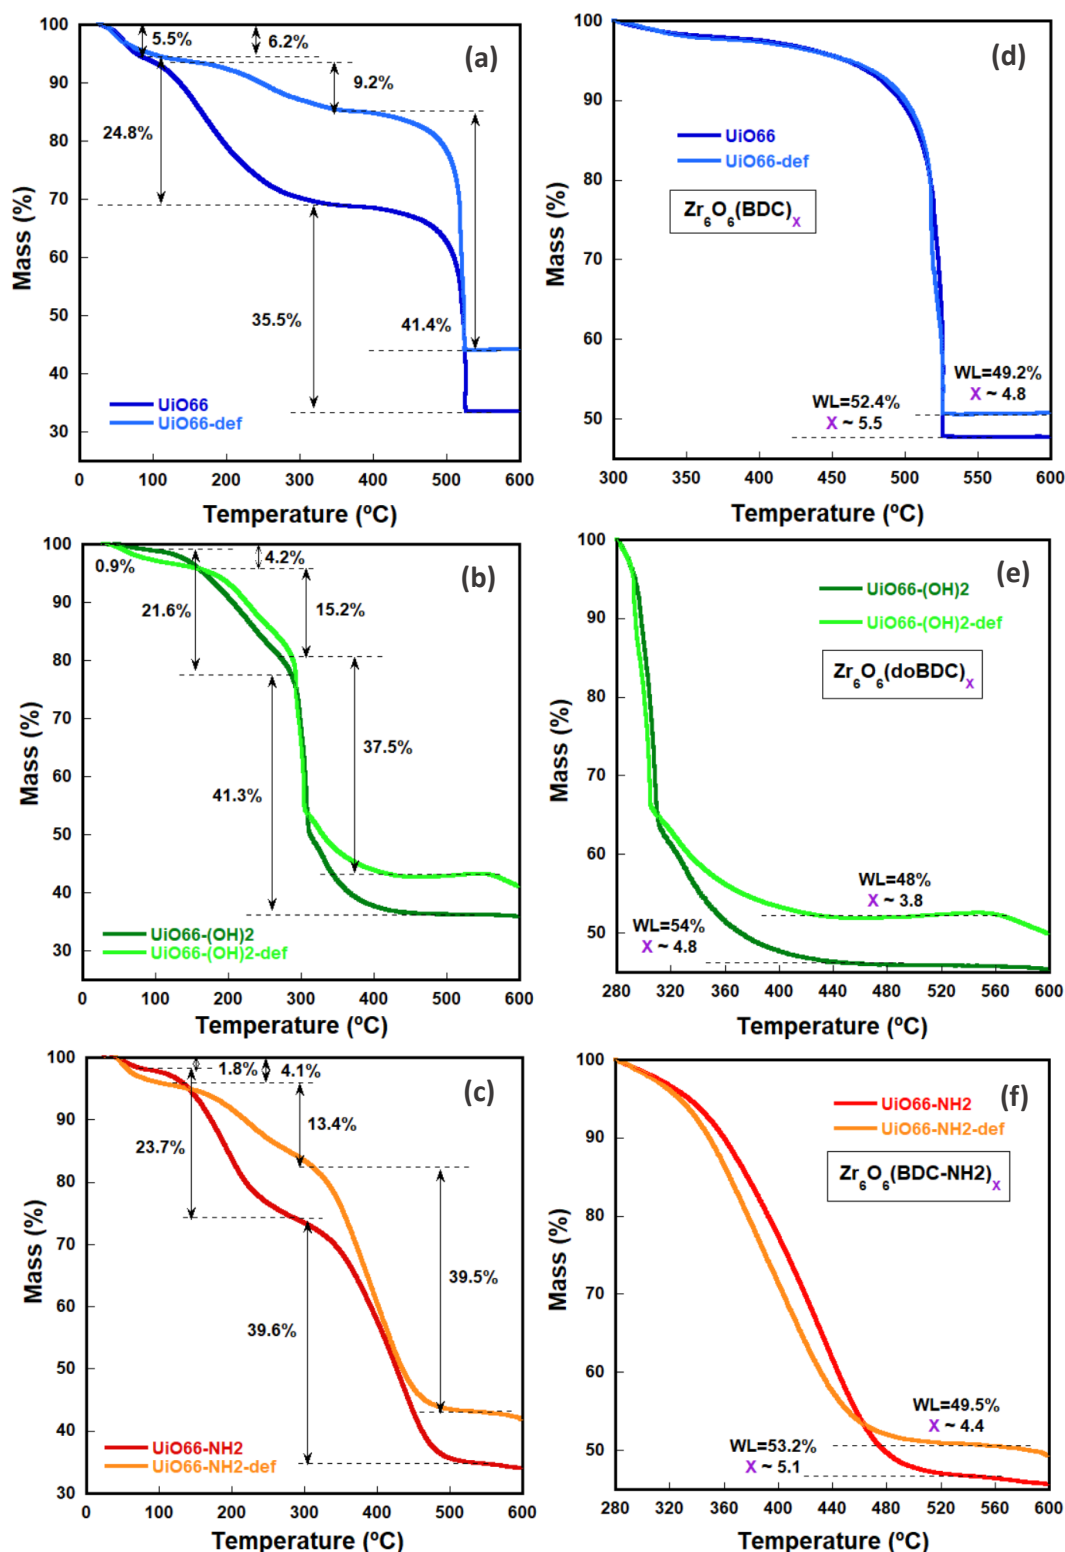 (a)
100
90
80
70
60
50
40
30
Mass (%)
5.5%
6.2%
9.2%
24.8%
35.5%
41.4%
UiO66
UiO66-def
0 100 200 300 400 500 600
Temperature (ºC)
(d)
100
90
80
70
60
50
Mass (%)
UiO66
UiO66-def
Zr6O6(BDC)X
WL=49.2%
X ~ 4.8
WL=52.4%
X ~ 5.5
300 350 400 450 500 550 600
Temperature (ºC)
(b)
100
90
80
70
60
50
40
30
Mass (%)
0.9%
4.2%
21.6%
15.2%
37.5%
41.3%
UiO66-(OH)2
UiO66-(OH)2-def
0 100 200 300 400 500 600
Temperature (ºC)
(e)
100
90
80
70
60
50
Mass (%)
UiO66-(OH)2
UiO66-(OH)2-def
Zr6O6(doBDC)X
WL=48%
X ~ 3.8
WL=54%
X ~ 4.8
280 320 360 400 440 480 520 560 600
Temperature (ºC)
(c)
100
90
80
70
60
50
40
30
Mass (%)
1.8%
4.1%
13.4%
23.7%
39.5%
39.6%
UiO66-NH2
UiO66-NH2-def
0 100 200 300 400 500 600
Temperature (ºC)
(f)
100
90
80
70
60
50
Mass (%)
UiO66-NH2
UiO66-NH2-def
Zr6O6(BDC-NH2)X
WL=49.5%
X ~ 4.4
WL=53.2%
X ~ 5.1
280 320 360 400 440 480 520 560 600
Temperature (ºC)